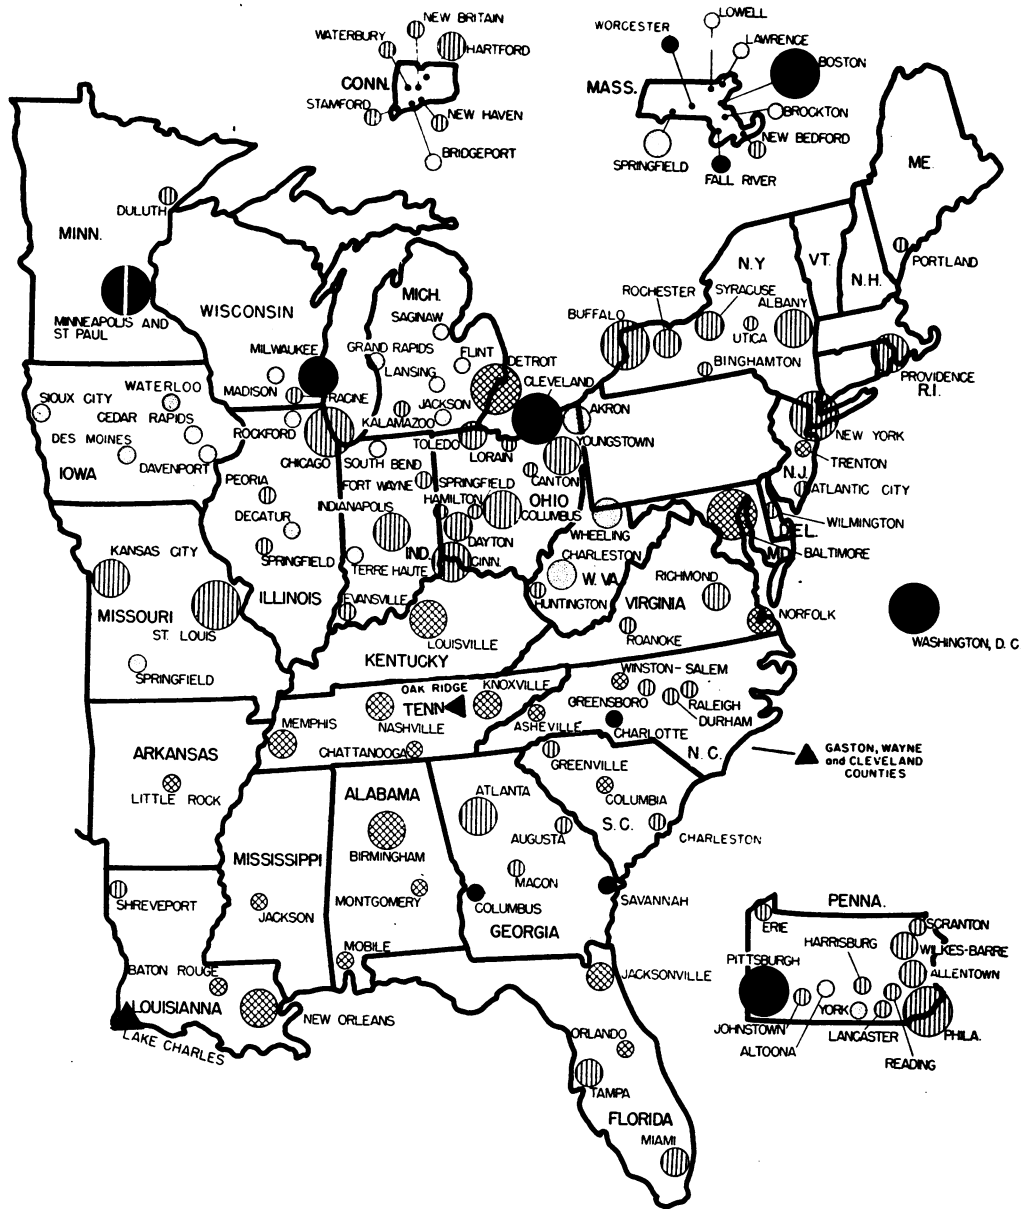 NEW BRITAIN
WATERBURY
HARTFORD
CONN.
STAMFORD
NEW HAVEN
BRIDGEPORT
LOWELL
WORCESTER
LAWRENCE
BOSTON
MASS.
BROCKTON
NEW BEDFORD
SPRINGFIELD
FALL RIVER
ME.
DULUTH
MINN.
PORTLAND
N.Y
VT.
N.H.
MINNEAPOLIS AND
ST PAUL
WISCONSIN
MICH.
SAGINAW
ROCHESTER
SYRACUSE
ALBANY
BUFFALO
UTICA
BINGHAMTON
PROVIDENCE
R.I.
MILWAUKEE
GRAND RAPIDS
FLINT
LANSING
DETROIT
CLEVELAND
MADISON
RACINE
JACKSON
KALAMAZOO
AKRON
SIOUX CITY
WATERLOO
CEDAR RAPIDS
DES MOINES
DAVENPORT
IOWA
ROCKFORD
CHICAGO
SOUTH BEND
TOLEDO
LORAIN
YOUNGSTOWN
NEW YORK
TRENTON
N.J.
ATLANTIC CITY
PEORIA
FORT WAYNE
SPRINGFIELD
CANTON
HAMILTON
OHIO
INDIANAPOLIS
COLUMBUS
DECATUR
WHEELING
DEL.
WILMINGTON
KANSAS CITY
SPRINGFIELD
IND.
DAYTON
CINN.
TERRE HAUTE
CHARLESTON
W. VA
MD.
BALTIMORE
MISSOURI
ST. LOUIS
ILLINOIS
EVANSVILLE
HUNTINGTON
VIRGINIA
RICHMOND
NORFOLK
ROANOKE
LOUISVILLE
KENTUCKY
WASHINGTON, D. C
SPRINGFIELD
OAK RIDGE
KNOXVILLE
WINSTON-SALEM
TENN
GREENSBORO
RALEIGH
DURHAM
MEMPHIS
NASHVILLE
ASHEVILLE
CHARLOTTE
CHATTANOOGA
N. C.
GASTON, WAYNE
and CLEVELAND
COUNTIES
ARKANSAS
LITTLE ROCK
GREENVILLE
COLUMBIA
S.C.
CHARLESTON
ALABAMA
ATLANTA
AUGUSTA
BIRMINGHAM
MISSISSIPPI
MACON
MONTGOMERY
COLUMBUS
SAVANNAH
SHREVEPORT
JACKSON
GEORGIA
MOBILE
BATON ROUGE
JACKSONVILLE
LOUISIANNA
NEW ORLEANS
LAKE CHARLES
ORLANDO
TAMPA
FLORIDA
MIAMI
PENNA.
ERIE
SCRANTON
HARRISBURG
WILKES-BARRE
PITTSBURGH
ALLENTOWN
YORK
JOHNSTOWN
LANCASTER
PHILA.
ALTOONA
READING